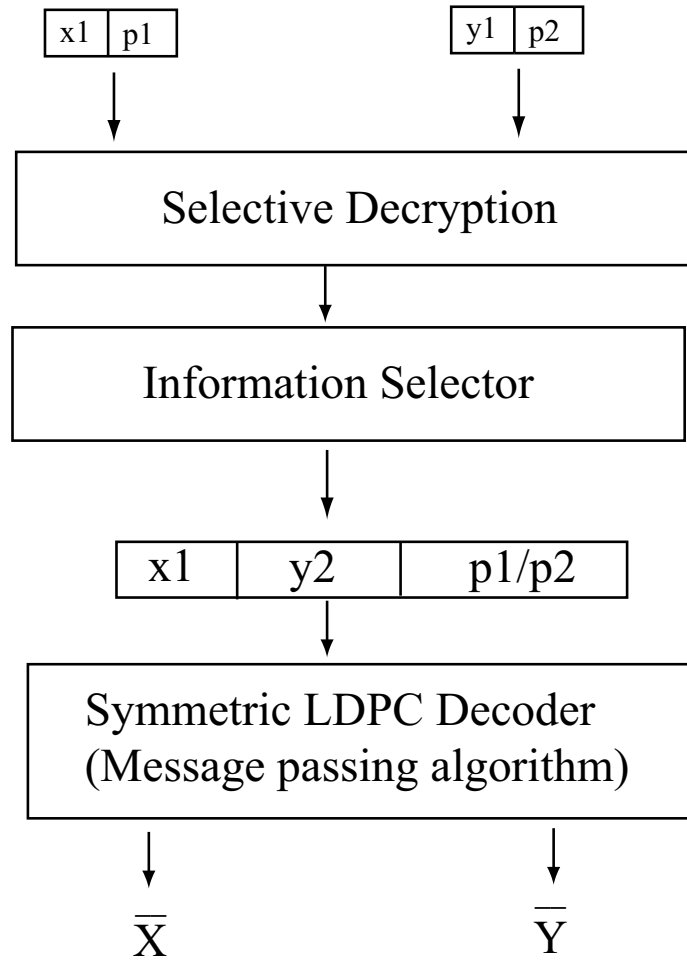 x1 p1 y1 p2
Selective Decryption
Information Selector
x1 y2 p1/p2
Symmetric LDPC Decoder
(Message passing algorithm)
X̅ Y̅